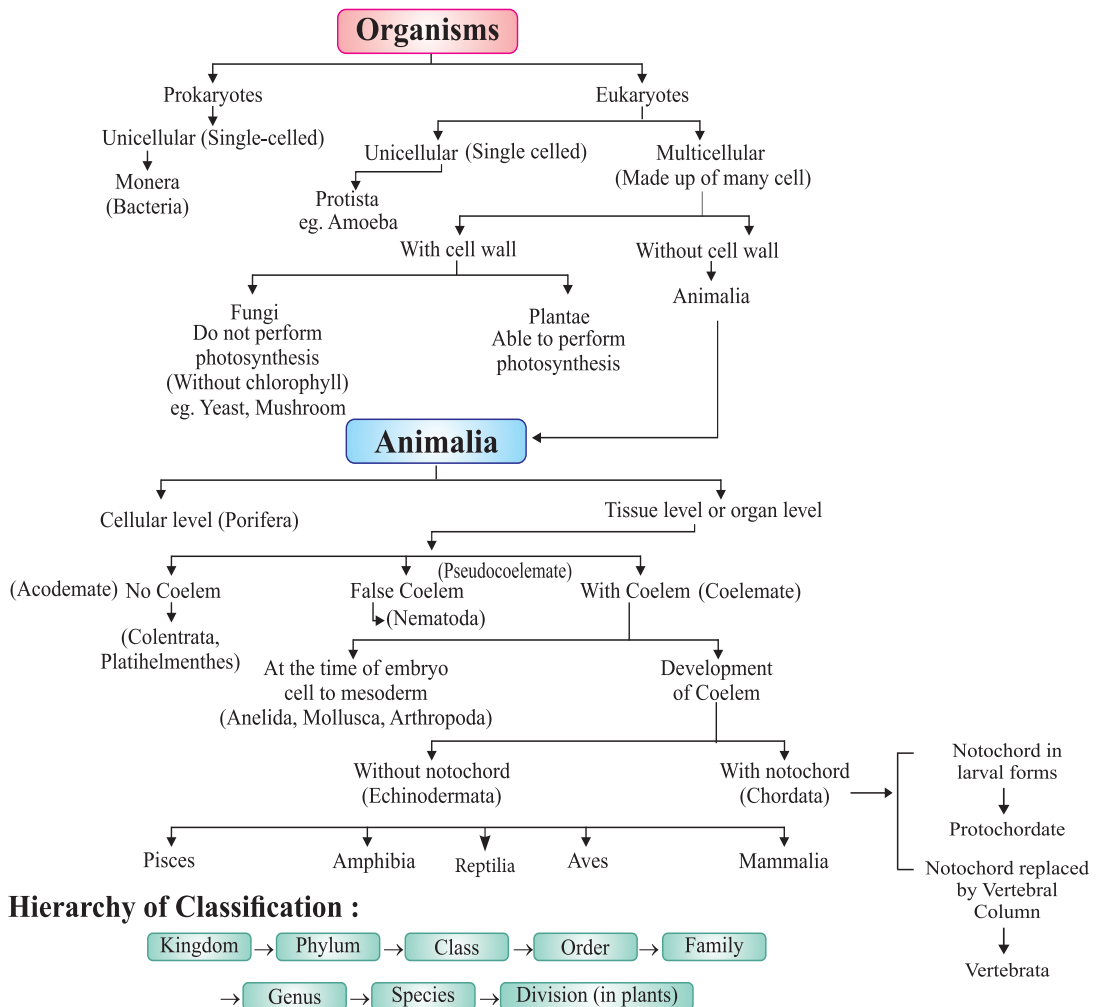 Organisms
Prokaryotes
Eukaryotes
Unicellular (Single-celled)
Unicellular (Single celled)
Multicellular
(Made up of many cell)
Monera
(Bacteria)
Protista
eg. Amoeba
With cell wall
Without cell wall
Animalia
Fungi
Do not perform
photosynthesis
(Without chlorophyll)
eg. Yeast, Mushroom
Plantae
Able to perform
photosynthesis
Animalia
Cellular level (Porifera)
Tissue level or organ level
(Acodemate) No Coelem
(Pseudocoelemate)
False Coelem
With Coelem (Coelemate)
(Nematoda)
(Colentrata,
Platihelmenthes)
At the time of embryo
cell to mesoderm
(Anelida, Mollusca, Arthropoda)
Development
of Coelem
Without notochord
(Echinodermata)
With notochord
(Chordata)
Notochord in
larval forms
Protochordate
Notochord replaced
by Vertebral
Column
Vertebrata
Pisces
Amphibia
Reptilia
Aves
Mammalia
Hierarchy of Classification :
Kingdom → Phylum → Class → Order → Family
→ Genus → Species → Division (in plants)